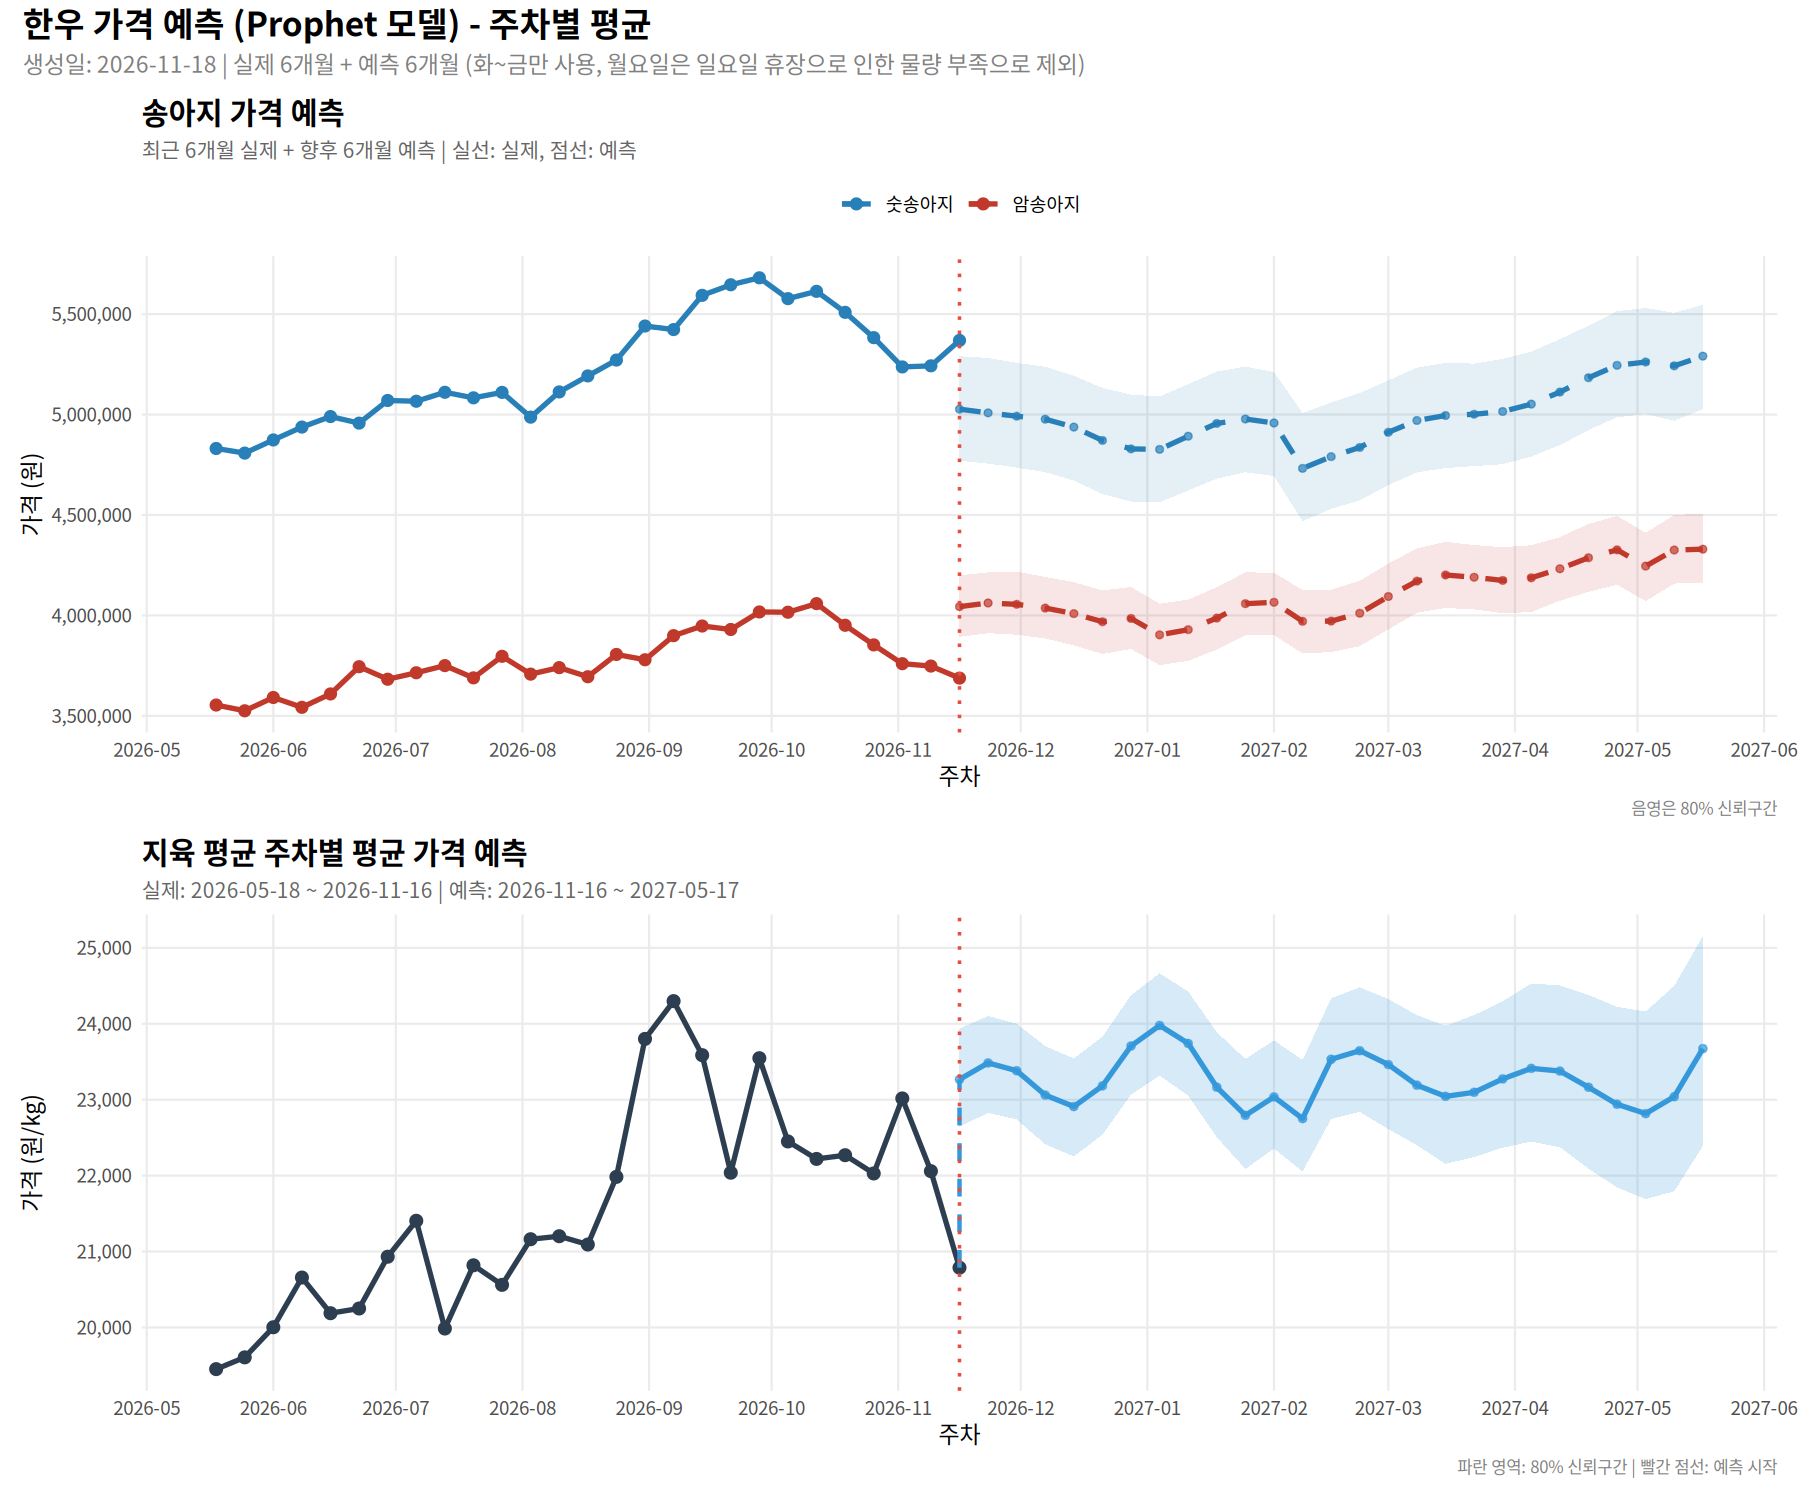 한우 가격 예측 (Prophet 모델) - 주차별 평균
생성일: 2026-11-18 | 실제 6개월 + 예측 6개월 (화~금만 사용, 월요일은 일요일 휴장으로 인한 물량 부족으로 제외)
송아지 가격 예측
최근 6개월 실제 + 향후 6개월 예측 | 실선: 실제, 점선: 예측
숫송아지 암송아지
5,500,000
5,000,000
4,500,000
4,000,000
3,500,000
가격 (원)
2026-05 2026-06 2026-07 2026-08 2026-09 2026-10 2026-11 2026-12 2027-01 2027-02 2027-03 2027-04 2027-05 2027-06
주차
음영은 80% 신뢰구간
지육 평균 주차별 평균 가격 예측
실제: 2026-05-18 ~ 2026-11-16 | 예측: 2026-11-16 ~ 2027-05-17
25,000
24,000
23,000
22,000
21,000
20,000
가격 (원/kg)
2026-05 2026-06 2026-07 2026-08 2026-09 2026-10 2026-11 2026-12 2027-01 2027-02 2027-03 2027-04 2027-05 2027-06
주차
파란 영역: 80% 신뢰구간 | 빨간 점선: 예측 시작